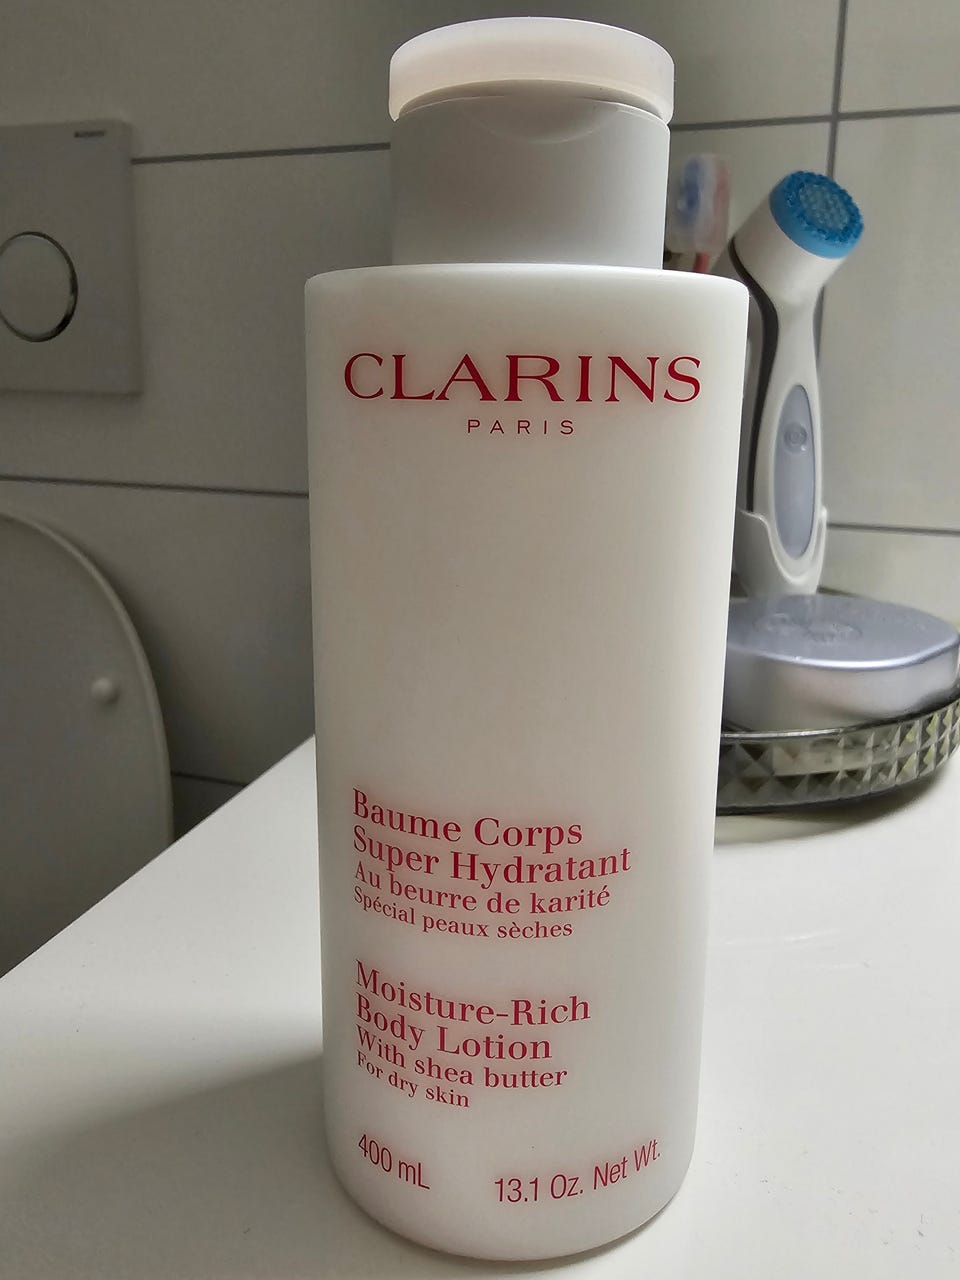 CLARINS
PARIS
Baume Corps
Super Hydratant
Au beurre de karité
Spécial peaux sèches
Moisture-Rich
Body Lotion
With shea butter
For dry skin
400 mL 13.1 Oz. Net Wt.